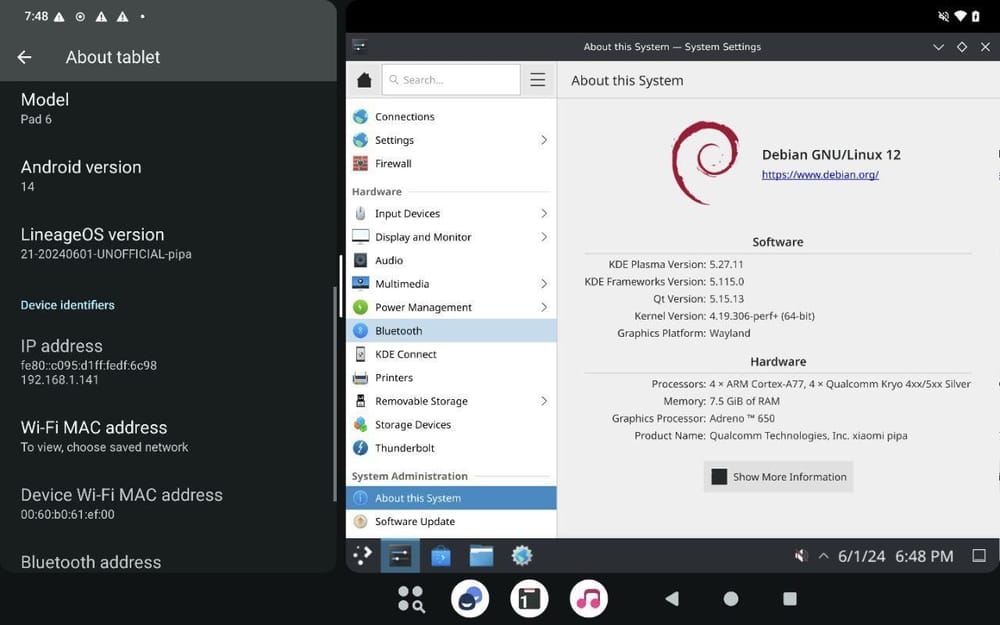 7:48
About tablet
Model
Pad 6
Android version
14
LineageOS version
21-20240601-UNOFFICIAL-pipa
Device identifiers
IP address
fe80::c095:d1ff:fedf:6c98
192.168.1.141
Wi-Fi MAC address
To view, choose saved network
Device Wi-Fi MAC address
00:60:b0:61:ef:00
Bluetooth address
About this System — System Settings
Search...
Connections
Settings
Firewall
Hardware
Input Devices
Display and Monitor
Audio
Multimedia
Power Management
Bluetooth
KDE Connect
Printers
Removable Storage
Storage Devices
Thunderbolt
System Administration
About this System
Software Update
About this System
Debian GNU/Linux 12
https://www.debian.org/
Software
KDE Plasma Version: 5.27.11
KDE Frameworks Version: 5.115.0
Qt Version: 5.15.13
Kernel Version: 4.19.306-perf+ (64-bit)
Graphics Platform: Wayland
Hardware
Processors: 4 × ARM Cortex-A77, 4 × Qualcomm Kryo 4xx/5xx Silver
Memory: 7.5 GiB of RAM
Graphics Processor: Adreno ™ 650
Product Name: Qualcomm Technologies, Inc. xiaomi pipa
Show More Information
6/1/24 6:48 PM
1